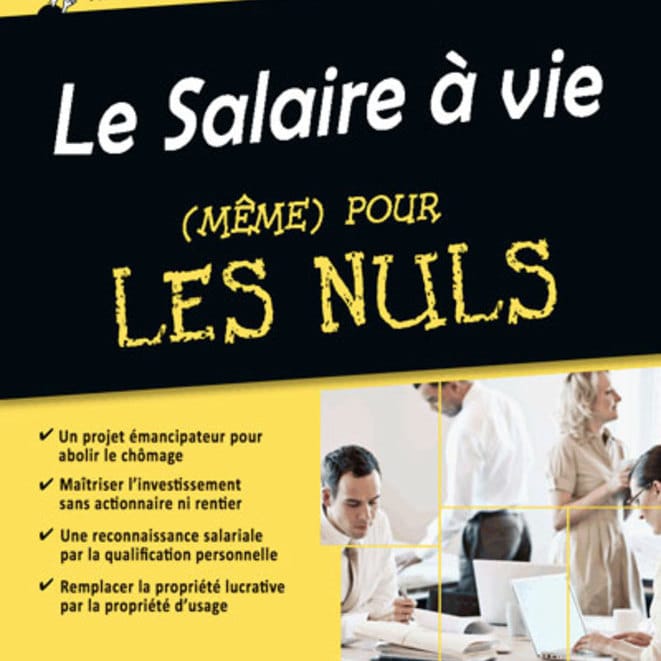 Le Salaire à vie
(MÊME) POUR
LES NULS
✔ Un projet émancipateur pour
abolir le chômage
✔ Maîtriser l'investissement
sans actionnaire ni rentier
✔ Une reconnaissance salariale
par la qualification personnelle
✔ Remplacer la propriété lucrative
par la propriété d'usage